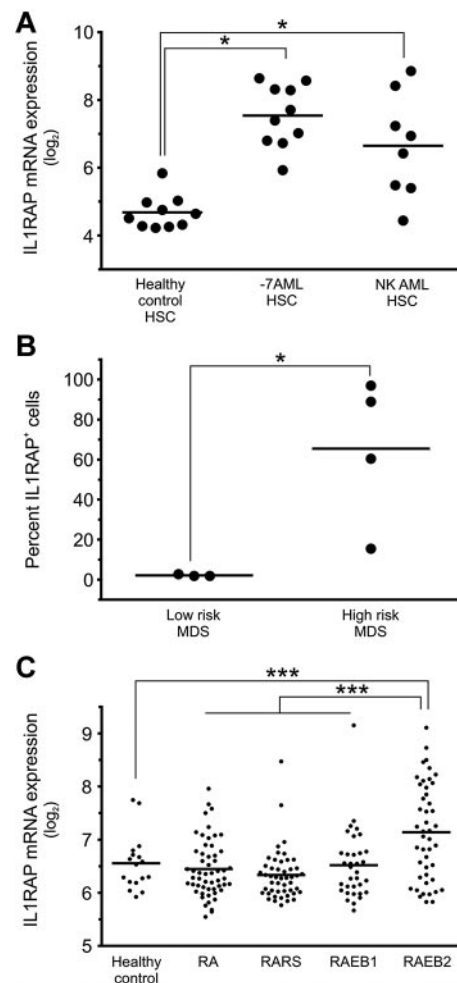 A
IL1RAP mRNA expression
(log2)
10
8
6
4
*
*
Healthy
control
HSC
-7AML
HSC
NK AML
HSC
B
Percent IL1RAP+ cells
100
80
60
40
20
0
*
Low risk
MDS
High risk
MDS
C
IL1RAP mRNA expression
(log2)
9
8
7
6
5
***
***
Healthy
control
RA
RARS
RAEB1
RAEB2